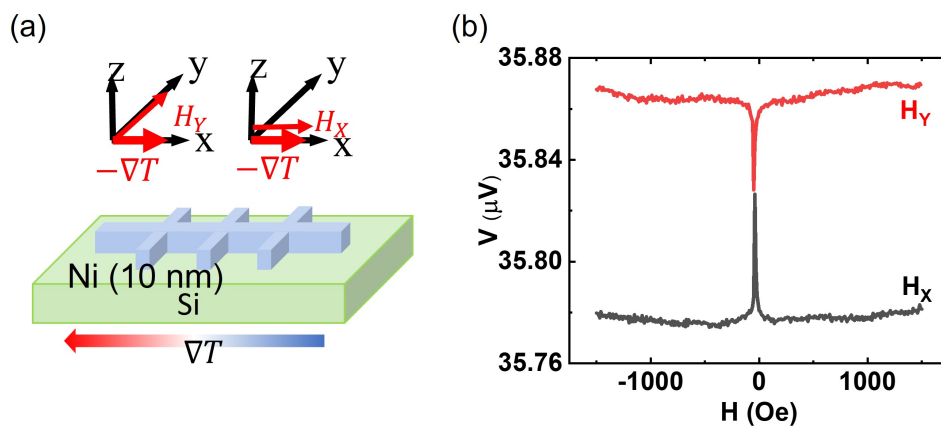 (a)
z
y
H_Y
x
−∇T
z
y
H_X
x
−∇T
Ni (10 nm)
Si
∇T
(b)
V (μV)
35.88
35.84
35.80
35.76
H_Y
H_X
-1000
0
1000
H (Oe)